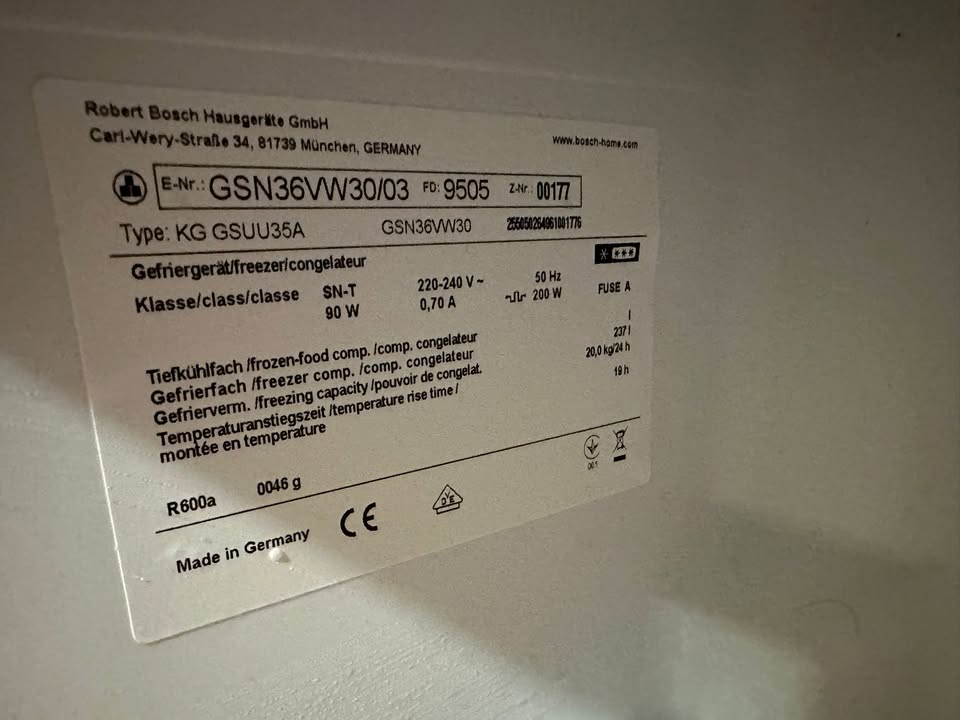 Robert Bosch Hausgeräte GmbH
Carl-Wery-Straße 34, 81739 München, GERMANY
www.bosch-home.com
E-Nr.: GSN36VW30/03 FD: 9505 Z-Nr.: 00177
Type: KG GSUU35A GSN36VW30
Gefriergerät/freezer/congelateur * ***
Klasse/class/classe SN-T 220-240 V ~ 50 Hz FUSE A
90 W 0,70 A 200 W
Tiefkühlfach /frozen-food comp. /comp. congelateur l
Gefrierfach /freezer comp. /comp. congelateur 237 l
Gefrierverm. /freezing capacity /pouvoir de congelat. 20,0 kg/24 h
Temperaturanstiegszeit /temperature rise time / 19 h
montée en temperature
R600a 0046 g
001
Made in Germany CE DVE